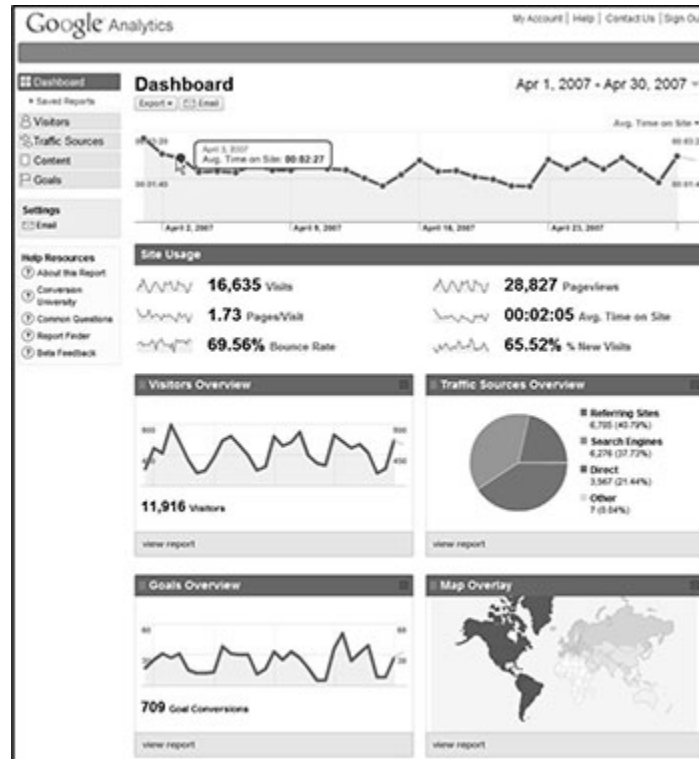 Google Analytics
My Account | Help | Contact Us | Sign Ou
Dashboard
Saved Reports
Visitors
Traffic Sources
Content
Goals
Settings
Email
Help Resources
About this Report
Conversion
University
Common Questions
Report Finder
Beta Feedback
Dashboard
Apr 1, 2007 - Apr 30, 2007
Export Email
Avg. Time on Site
April 3, 2007
Avg. Time on Site: 00:02:27
00:01:40
April 2, 2007 April 9, 2007 April 16, 2007 April 23, 2007
Site Usage
16,635 Visits
28,827 Pageviews
1.73 Pages/Visit
00:02:05 Avg. Time on Site
69.56% Bounce Rate
65.52% % New Visits
Visitors Overview
11,916 Visitors
view report
Traffic Sources Overview
Referring Sites
6,785 (40.79%)
Search Engines
6,276 (37.73%)
Direct
3,567 (21.44%)
Other
7 (0.04%)
view report
Goals Overview
709 Goal Conversions
view report
Map Overlay
view report